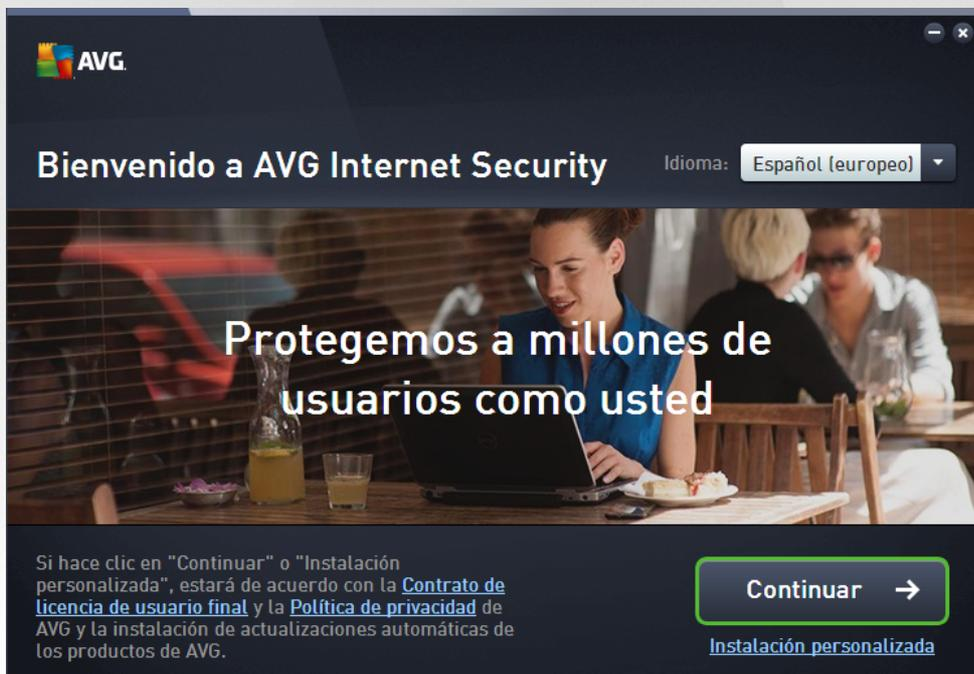 AVG.
Bienvenido a AVG Internet Security
Idioma:
Español (europeo)
Protegemos a millones de
usuarios como usted
Si hace clic en "Continuar" o "Instalación
personalizada", estará de acuerdo con la Contrato de
licencia de usuario final y la Política de privacidad de
AVG y la instalación de actualizaciones automáticas de
los productos de AVG.
Continuar →
Instalación personalizada